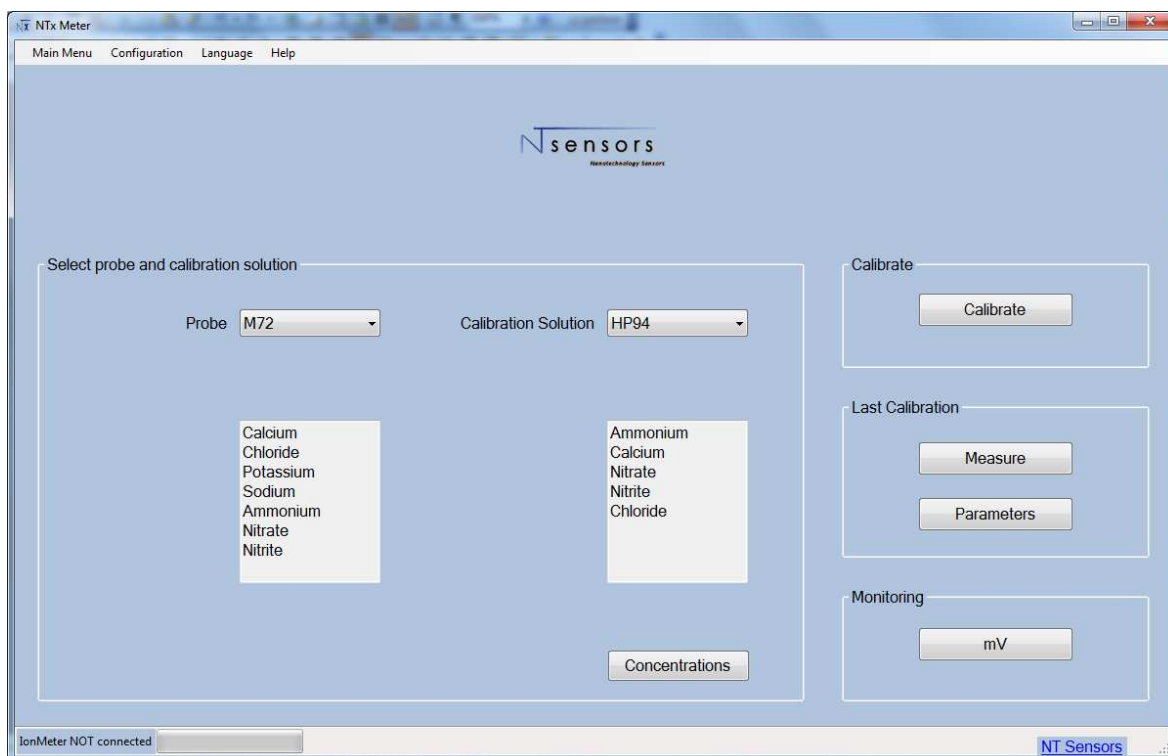 NTx NTx Meter
Main Menu Configuration Language Help
NT sensors
Nanotechnology Sensors
Select probe and calibration solution
Probe M72 Calibration Solution HP94
Calcium
Chloride
Potassium
Sodium
Ammonium
Nitrate
Nitrite
Ammonium
Calcium
Nitrate
Nitrite
Chloride
Concentrations
Calibrate
Calibrate
Last Calibration
Measure
Parameters
Monitoring
mV
IonMeter NOT connected
NT Sensors